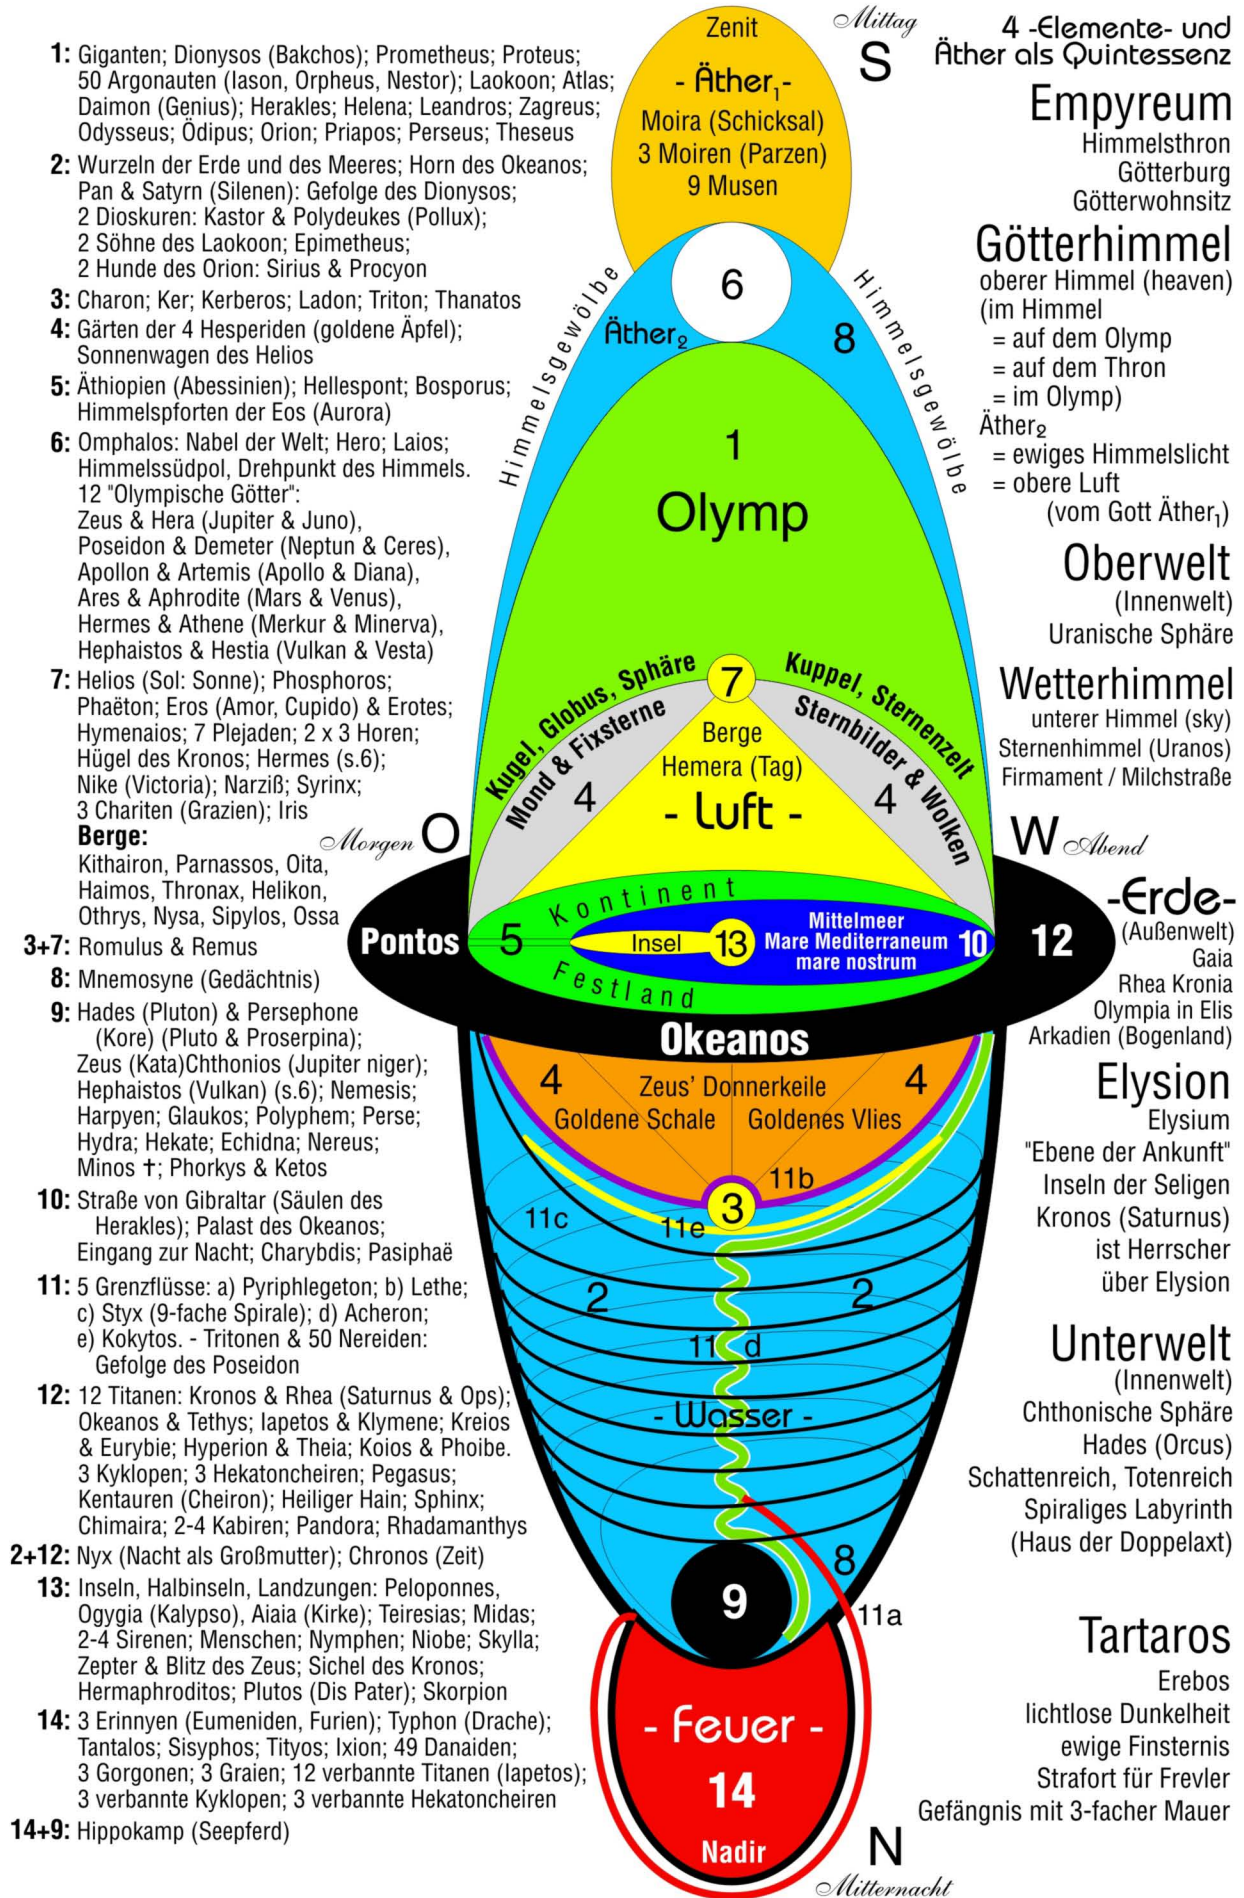 1: Giganten; Dionysos (Bakchos); Prometheus; Proteus;
50 Argonauten (Iason, Orpheus, Nestor); Laokoon; Atlas;
Daimon (Genius); Herakles; Helena; Leandros; Zagreus;
Odysseus; Ödipus; Orion; Priapos; Perseus; Theseus
2: Wurzeln der Erde und des Meeres; Horn des Okeanos;
Pan & Satyrn (Silenen): Gefolge des Dionysos;
2 Dioskuren: Kastor & Polydeukes (Pollux);
2 Söhne des Laokoon; Epimetheus;
2 Hunde des Orion: Sirius & Procyon
3: Charon; Ker; Kerberos; Ladon; Triton; Thanatos
4: Gärten der 4 Hesperiden (goldene Äpfel);
Sonnenwagen des Helios
5: Äthiopien (Abessinien); Hellespont; Bosporus;
Himmelspforten der Eos (Aurora)
6: Omphalos: Nabel der Welt; Hero; Laios;
Himmelssüdpol, Drehpunkt des Himmels.
12 "Olympische Götter":
Zeus & Hera (Jupiter & Juno),
Poseidon & Demeter (Neptun & Ceres),
Apollon & Artemis (Apollo & Diana),
Ares & Aphrodite (Mars & Venus),
Hermes & Athene (Merkur & Minerva),
Hephaistos & Hestia (Vulkan & Vesta)
7: Helios (Sol: Sonne); Phosphoros;
Phaëton; Eros (Amor, Cupido) & Erotes;
Hymenaios; 7 Plejaden; 2 x 3 Horen;
Hügel des Kronos; Hermes (s.6);
Nike (Victoria); Narziß; Syrinx;
3 Chariten (Grazien); Iris
Berge:
Kithairon, Parnassos, Oita,
Haimos, Thronax, Helikon,
Othrys, Nysa, Sipylos, Ossa
3+7: Romulus & Remus
8: Mnemosyne (Gedächtnis)
9: Hades (Pluton) & Persephone
(Kore) (Pluto & Proserpina);
Zeus (Kata)Chthonios (Jupiter niger);
Hephaistos (Vulkan) (s.6); Nemesis;
Harpyen; Glaukos; Polyphem; Perse;
Hydra; Hekate; Echidna; Nereus;
Minos ✝; Phorkys & Ketos
10: Straße von Gibraltar (Säulen des
Herakles); Palast des Okeanos;
Eingang zur Nacht; Charybdis; Pasiphaë
11: 5 Grenzflüsse: a) Pyriphlegeton; b) Lethe;
c) Styx (9-fache Spirale); d) Acheron;
e) Kokytos. - Tritonen & 50 Nereiden:
Gefolge des Poseidon
12: 12 Titanen: Kronos & Rhea (Saturnus & Ops);
Okeanos & Tethys; Iapetos & Klymene; Kreios
& Eurybie; Hyperion & Theia; Koios & Phoibe.
3 Kyklopen; 3 Hekatoncheiren; Pegasus;
Kentauren (Cheiron); Heiliger Hain; Sphinx;
Chimaira; 2-4 Kabiren; Pandora; Rhadamanthys
2+12: Nyx (Nacht als Großmutter); Chronos (Zeit)
13: Inseln, Halbinseln, Landzungen: Peloponnes,
Ogygia (Kalypso), Aiaia (Kirke); Teiresias; Midas;
2-4 Sirenen; Menschen; Nymphen; Niobe; Skylla;
Zepter & Blitz des Zeus; Sichel des Kronos;
Hermaphroditos; Plutos (Dis Pater); Skorpion
14: 3 Erinnyen (Eumeniden, Furien); Typhon (Drache);
Tantalos; Sisyphos; Tityos; Ixion; 49 Danaiden;
3 Gorgonen; 3 Graien; 12 verbannte Titanen (Iapetos);
3 verbannte Kyklopen; 3 verbannte Hekatoncheiren
14+9: Hippokamp (Seepferd)
Zenit
- Äther₁-
Moira (Schicksal)
3 Moiren (Parzen)
9 Musen
Mittag
S
6
Himmelsgewölbe
Himmelsgewölbe
Äther₂
8
1
Olymp
Kugel, Globus, Sphäre
Kuppel, Sternenzelt
7
Mond & Fixsterne
Sternbilder & Wolken
Berge
Hemera (Tag)
4
4
- Luft -
Morgen O
W Abend
Kontinent
Pontos
5
Insel
13
Mittelmeer
Mare Mediterraneum
mare nostrum
10
12
Festland
Okeanos
4
4
Zeus' Donnerkeile
Goldene Schale
Goldenes Vlies
11b
3
11c
11e
2
2
11 d
- Wasser -
8
9
11a
- Feuer -
14
Nadir
N
Mitternacht
4 -Elemente- und
Äther als Quintessenz
Empyreum
Himmelsthron
Götterburg
Götterwohnsitz
Götterhimmel
oberer Himmel (heaven)
(im Himmel
= auf dem Olymp
= auf dem Thron
= im Olymp)
Äther₂
= ewiges Himmelslicht
= obere Luft
(vom Gott Äther₁)
Oberwelt
(Innenwelt)
Uranische Sphäre
Wetterhimmel
unterer Himmel (sky)
Sternenhimmel (Uranos)
Firmament / Milchstraße
-Erde-
(Außenwelt)
Gaia
Rhea Kronia
Olympia in Elis
Arkadien (Bogenland)
Elysion
Elysium
"Ebene der Ankunft"
Inseln der Seligen
Kronos (Saturnus)
ist Herrscher
über Elysion
Unterwelt
(Innenwelt)
Chthonische Sphäre
Hades (Orcus)
Schattenreich, Totenreich
Spiraliges Labyrinth
(Haus der Doppelaxt)
Tartaros
Erebos
lichtlose Dunkelheit
ewige Finsternis
Strafort für Frevler
Gefängnis mit 3-facher Mauer